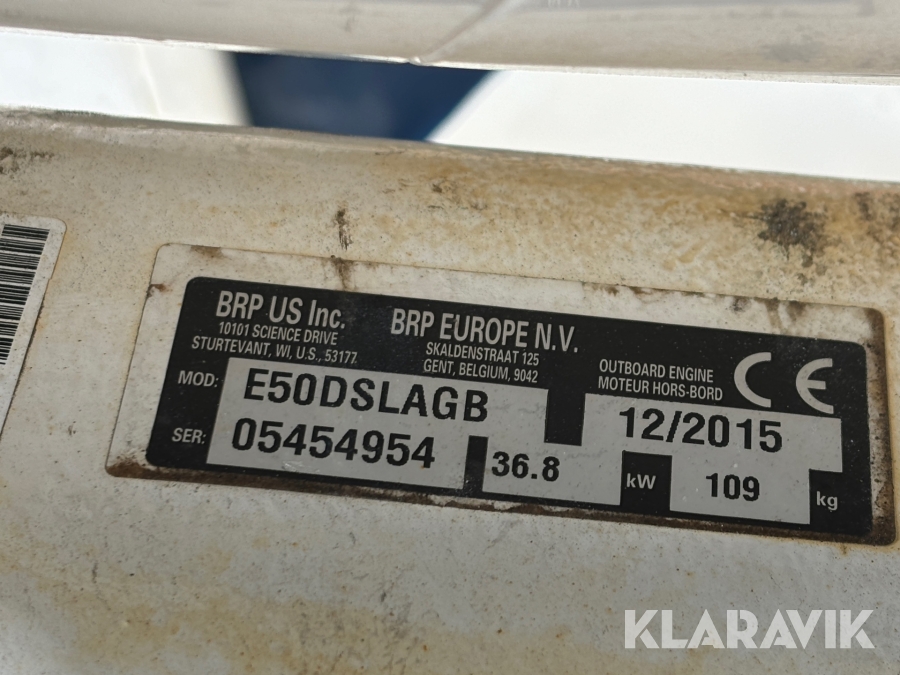 BRP US Inc.
10101 SCIENCE DRIVE
STURTEVANT, WI, U.S., 53177
BRP EUROPE N.V.
SKALDENSTRAAT 125
GENT, BELGIUM, 9042
OUTBOARD ENGINE
MOTEUR HORS-BORD
CE
MOD: E50DSLAGB
12/2015
SER: 05454954
36.8 kW
109 kg
KLARAVIK